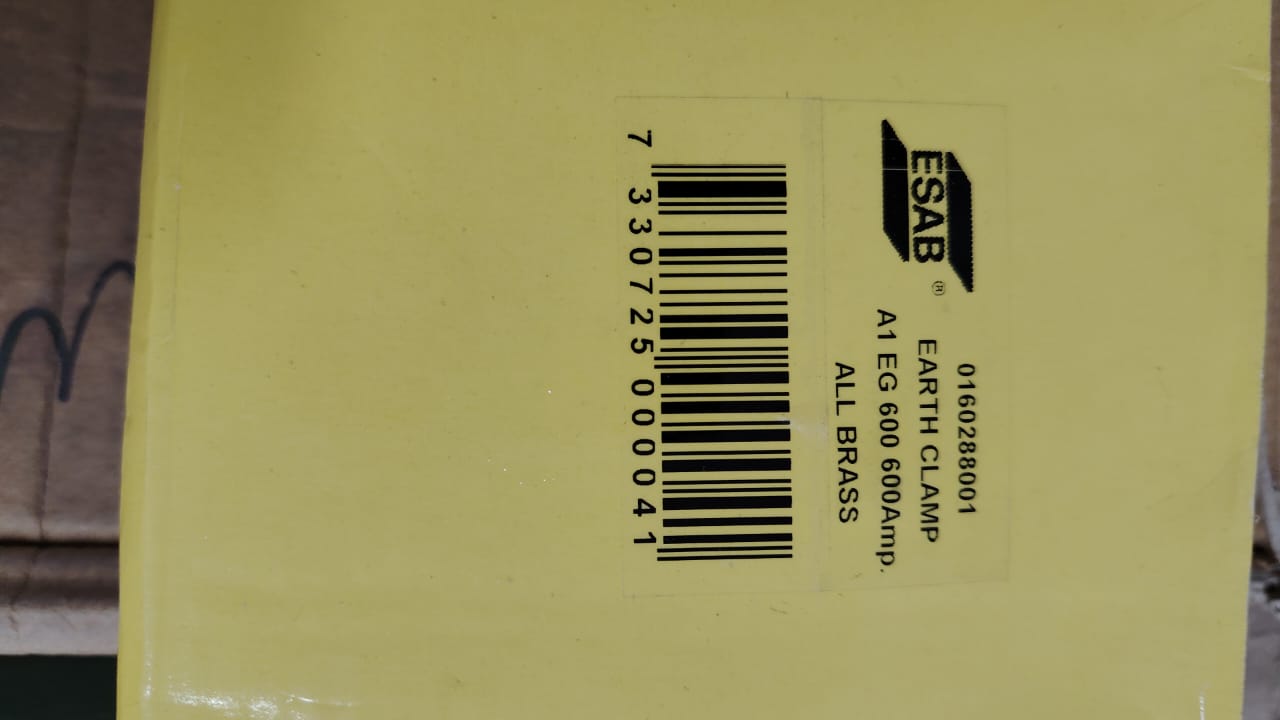 ESAB®
0160288001
EARTH CLAMP
A1 EG 600 600Amp.
ALL BRASS
7 330725 000041